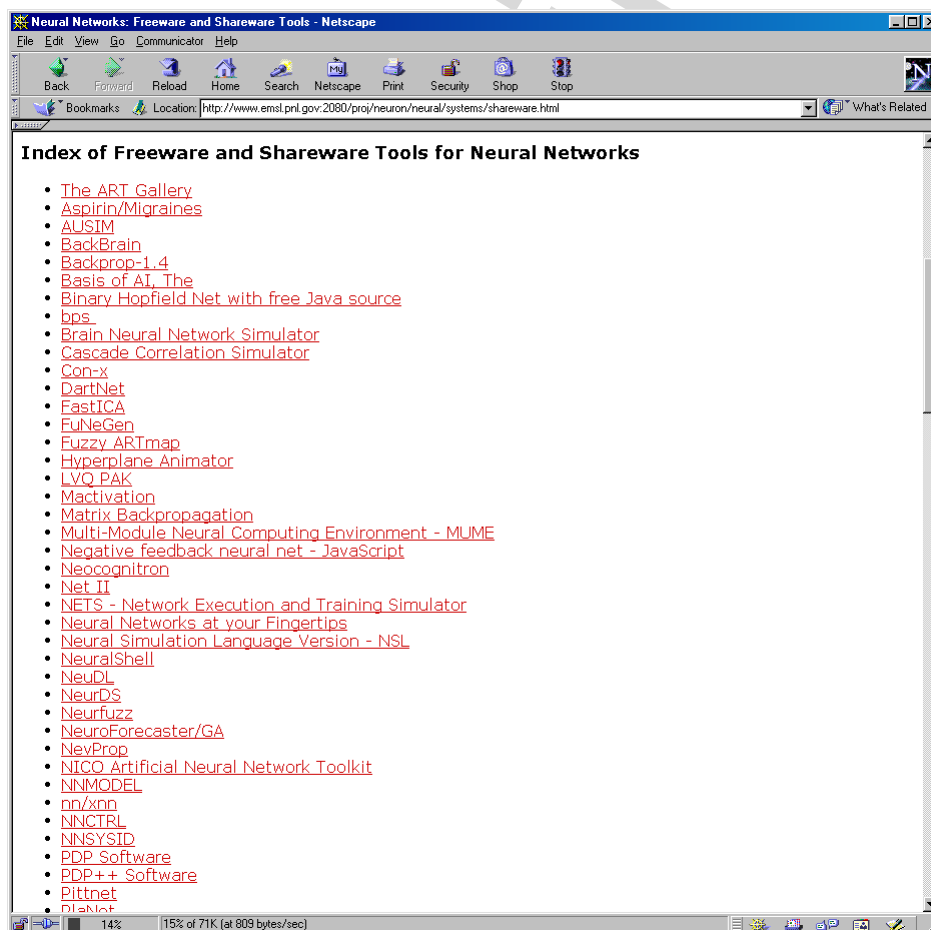 Neural Networks: Freeware and Shareware Tools - Netscape
File Edit View Go Communicator Help
Back Forward Reload Home Search Netscape Print Security Shop Stop
Bookmarks Location: http://www.emsl.pnl.gov:2080/proj/neuron/neural/systems/shareware.html What's Related
Index of Freeware and Shareware Tools for Neural Networks
• The ART Gallery
• Aspirin/Migraines
• AUSIM
• BackBrain
• Backprop-1.4
• Basis of AI, The
• Binary Hopfield Net with free Java source
• bps
• Brain Neural Network Simulator
• Cascade Correlation Simulator
• Con-x
• DartNet
• FastICA
• FuNeGen
• Fuzzy ARTmap
• Hyperplane Animator
• LVQ PAK
• Mactivation
• Matrix Backpropagation
• Multi-Module Neural Computing Environment - MUME
• Negative feedback neural net - JavaScript
• Neocognitron
• Net II
• NETS - Network Execution and Training Simulator
• Neural Networks at your Fingertips
• Neural Simulation Language Version - NSL
• NeuralShell
• NeuDL
• NeurDS
• Neurfuzz
• NeuroForecaster/GA
• NevProp
• NICO Artificial Neural Network Toolkit
• NNMODEL
• nn/xnn
• NNCTRL
• NNSYSID
• PDP Software
• PDP++ Software
• Pittnet
• PlaNet
14% 15% of 71K (at 809 bytes/sec)